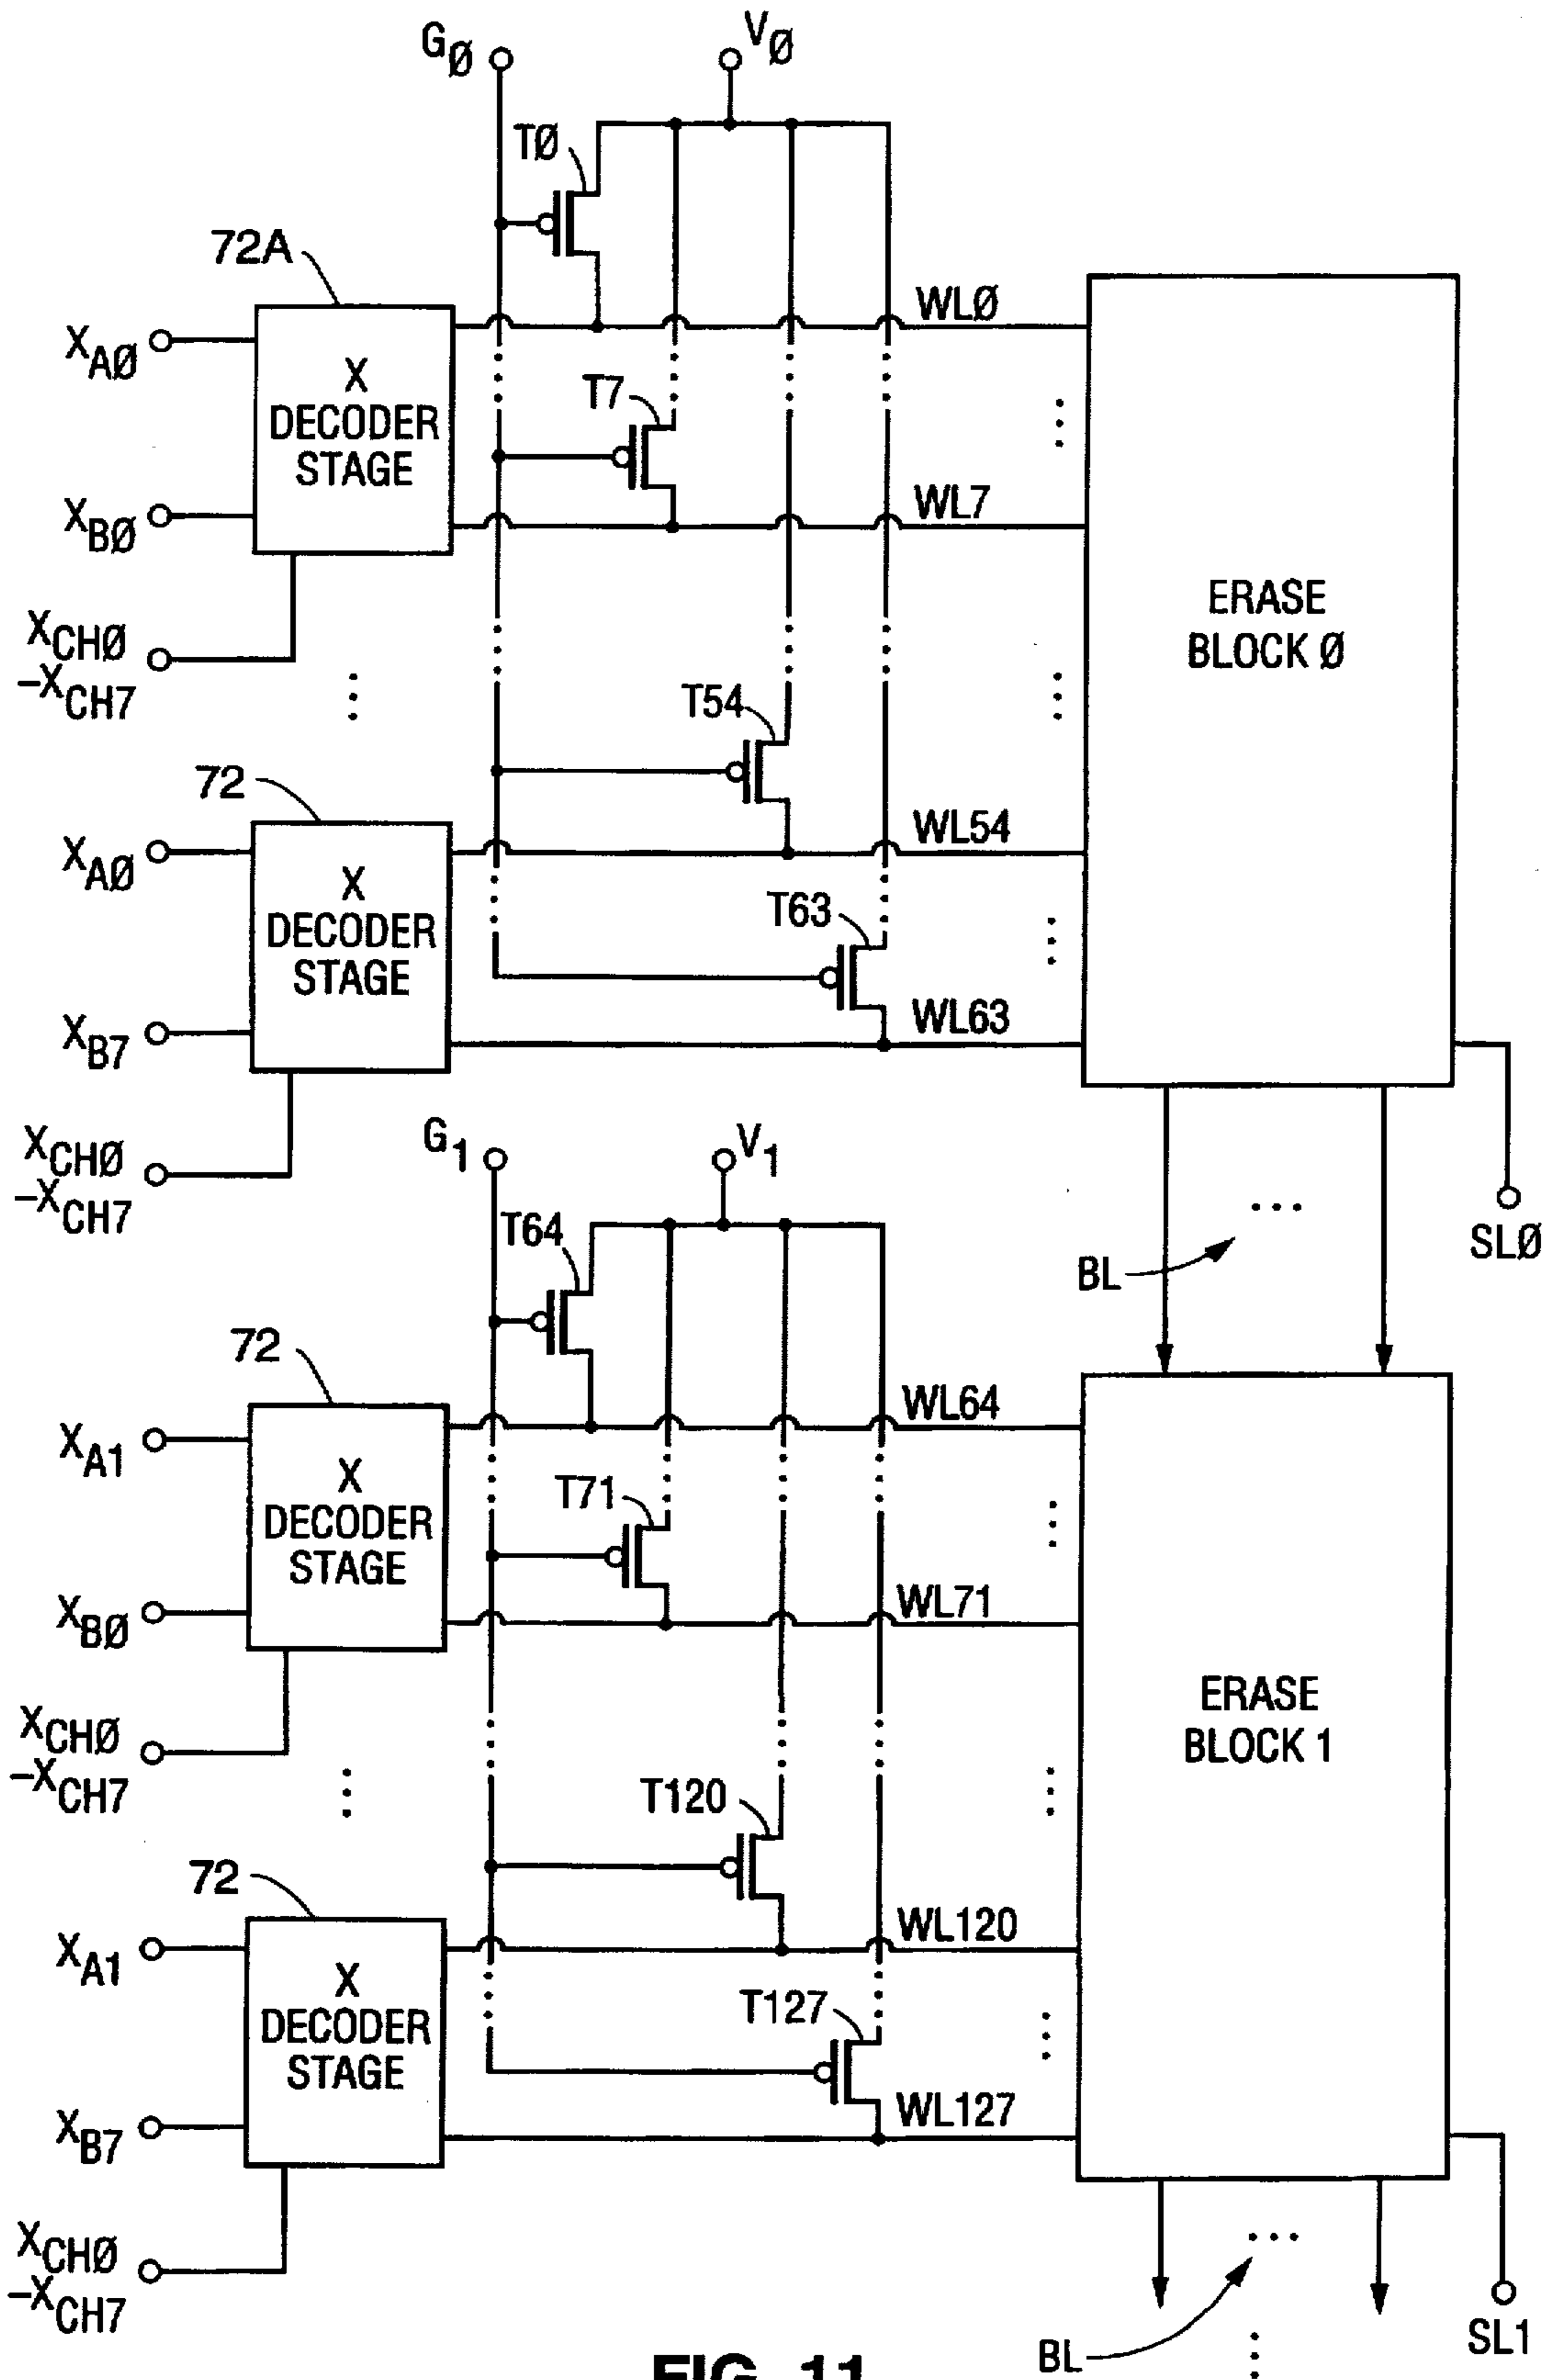 GØ
VØ
TØ
72A
WLØ
XAØ
X
DECODER
STAGE
T7
XBØ
WL7
ERASE
BLOCK Ø
XCHØ
–XCH7
T54
72
WL54
XAØ
X
DECODER
STAGE
T63
XB7
WL63
G1
V1
XCHØ
–XCH7
T64
SLØ
BL
72
WL64
XA1
X
DECODER
STAGE
T71
XBØ
WL71
ERASE
BLOCK 1
XCHØ
–XCH7
T120
72
WL120
XA1
X
DECODER
STAGE
T127
XB7
WL127
XCHØ
–XCH7
SL1
BL
FIG. 11